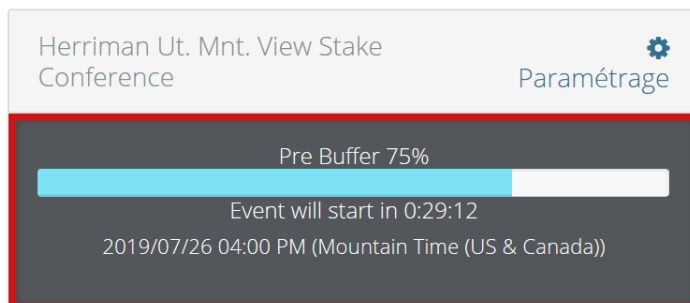 Herriman Ut. Mnt. View Stake
Conference
Paramétrage
Pre Buffer 75%
Event will start in 0:29:12
2019/07/26 04:00 PM (Mountain Time (US & Canada))